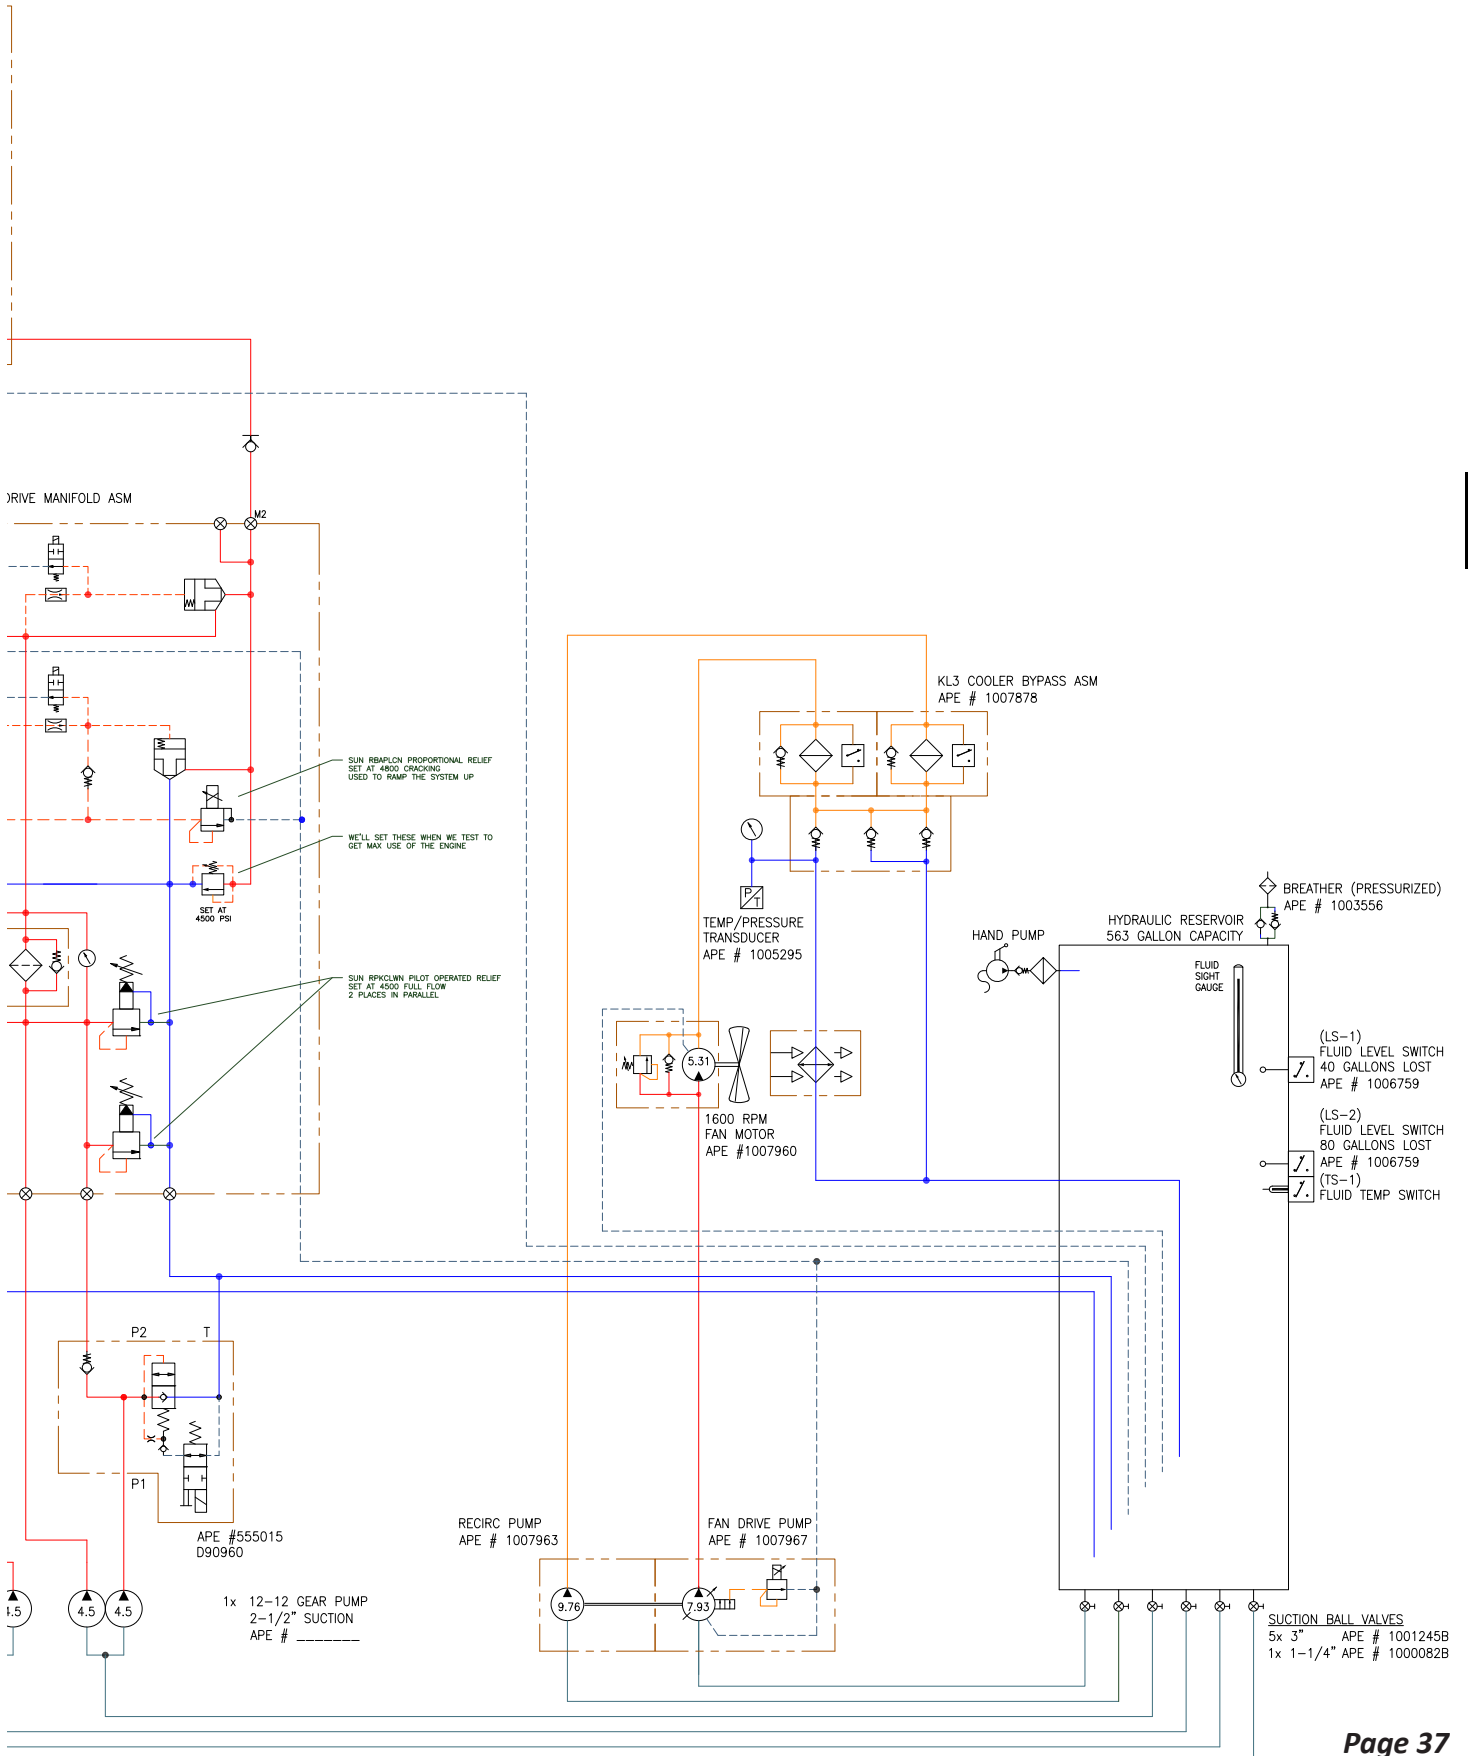 DRIVE MANIFOLD ASM
M2
SUN RBAPLCN PROPORTIONAL RELIEF
SET AT 4800 CRACKING
USED TO RAMP THE SYSTEM UP
WE'LL SET THESE WHEN WE TEST TO
GET MAX USE OF THE ENGINE
SET AT
4500 PSI
SUN RPKCLWN PILOT OPERATED RELIEF
SET AT 4500 FULL FLOW
2 PLACES IN PARALLEL
KL3 COOLER BYPASS ASM
APE # 1007878
P
T
TEMP/PRESSURE
TRANSDUCER
APE # 1005295
HAND PUMP
BREATHER (PRESSURIZED)
APE # 1003556
HYDRAULIC RESERVOIR
563 GALLON CAPACITY
FLUID
SIGHT
GAUGE
(LS-1)
FLUID LEVEL SWITCH
40 GALLONS LOST
APE # 1006759
(LS-2)
FLUID LEVEL SWITCH
80 GALLONS LOST
APE # 1006759
(TS-1)
FLUID TEMP SWITCH
5.31
1600 RPM
FAN MOTOR
APE #1007960
P2
T
P1
APE #555015
D90960
4.5
4.5
4.5
1x 12-12 GEAR PUMP
2-1/2" SUCTION
APE # _______
RECIRC PUMP
APE # 1007963
FAN DRIVE PUMP
APE # 1007967
9.76
7.93
SUCTION BALL VALVES
5x 3" APE # 1001245B
1x 1-1/4" APE # 1000082B
Page 37